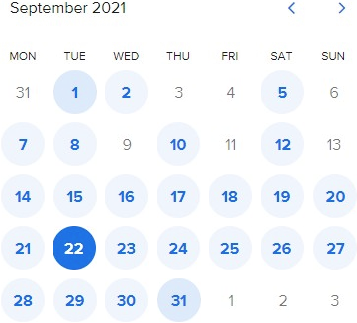 September 2021 < >
MON TUE WED THU FRI SAT SUN
31 1 2 3 4 5 6
7 8 9 10 11 12 13
14 15 16 17 18 19 20
21 22 23 24 25 26 27
28 29 30 31 1 2 3